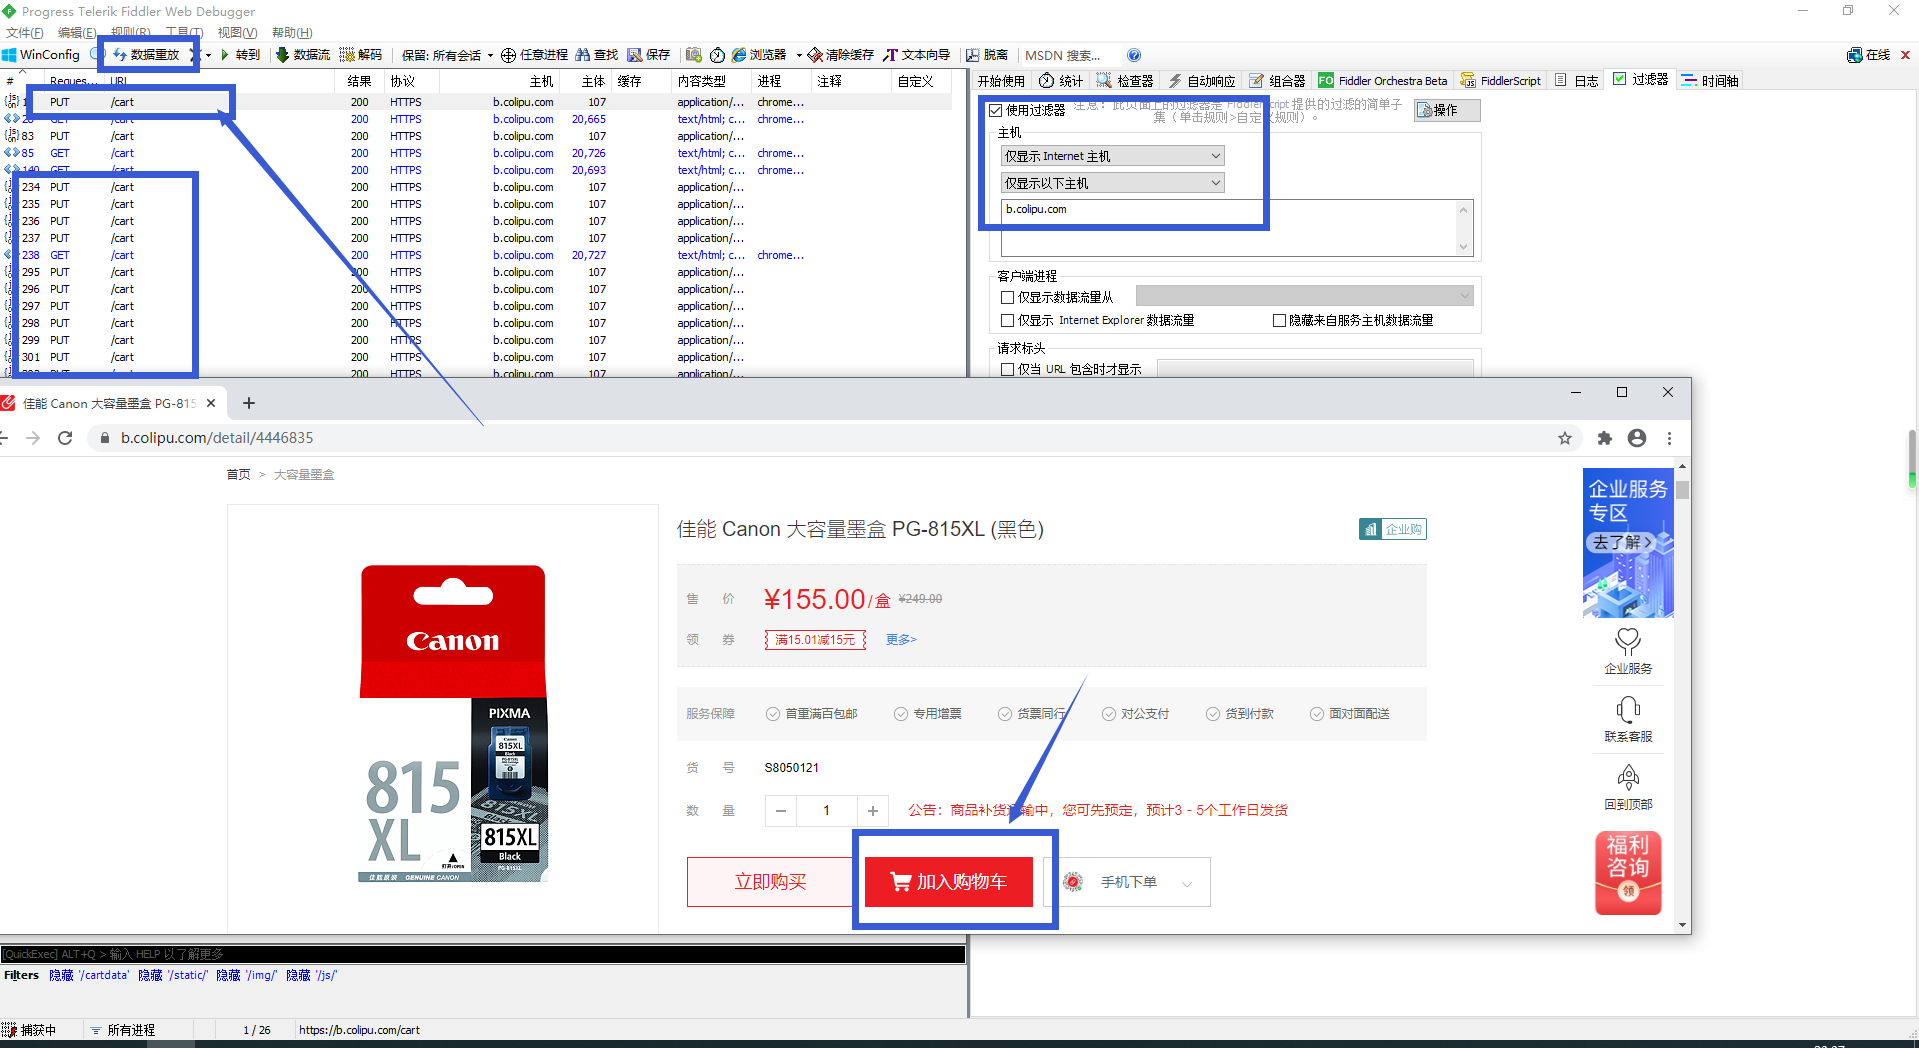 Progress Telerik Fiddler Web Debugger
文件(F) 编辑(E) 规则(R) 工具(T) 视图(V) 帮助(H)
WinConfig 数据重放 转到 数据流 解码 保留: 所有会话 任意进程 查找 保存 浏览器 清除缓存 文本向导 脱离 MSDN 搜索... 在线
# Reques... URL 结果 协议 主机 主体 缓存 内容类型 进程 注释 自定义
PUT /cart 200 HTTPS b.colipu.com 107 application/... chrome...
GET /cart 200 HTTPS b.colipu.com 20,665 text/html; c... chrome...
83 PUT /cart 200 HTTPS b.colipu.com 107 application/...
85 GET /cart 200 HTTPS b.colipu.com 20,726 text/html; c... chrome...
140 GET /cart 200 HTTPS b.colipu.com 20,693 text/html; c... chrome...
234 PUT /cart 200 HTTPS b.colipu.com 107 application/...
235 PUT /cart 200 HTTPS b.colipu.com 107 application/...
236 PUT /cart 200 HTTPS b.colipu.com 107 application/...
237 PUT /cart 200 HTTPS b.colipu.com 107 application/...
238 GET /cart 200 HTTPS b.colipu.com 20,727 text/html; c... chrome...
295 PUT /cart 200 HTTPS b.colipu.com 107 application/...
296 PUT /cart 200 HTTPS b.colipu.com 107 application/...
297 PUT /cart 200 HTTPS b.colipu.com 107 application/...
298 PUT /cart 200 HTTPS b.colipu.com 107 application/...
299 PUT /cart 200 HTTPS b.colipu.com 107 application/...
301 PUT /cart 200 HTTPS b.colipu.com 107 application/...
PUT /cart 200 HTTPS b.colipu.com 107 application/...
开始使用 统计 检查器 自动响应 组合器 FO Fiddler Orchestra Beta FiddlerScript 日志 过滤器 时间轴
使用过滤器
注意：此页面上的过滤器是 FiddlerScript 提供的过滤的简单子
集（单击规则>自定义规则）。
操作
主机
仅显示 Internet 主机
仅显示以下主机
b.colipu.com
客户端进程
仅显示数据流量从
仅显示 Internet Explorer 数据流量 隐藏来自服务主机数据流量
请求标头
仅当 URL 包含时才显示
佳能 Canon 大容量墨盒 PG-815
b.colipu.com/detail/4446835
首页 > 大容量墨盒
Canon
PIXMA
Canon
815XL
Black
815
XL
815XL
815XL
Black
佳能原装 GENUINE CANON
打开/OPEN
佳能 Canon 大容量墨盒 PG-815XL (黑色)
企业购
售 价 ¥155.00/盒 ¥249.00
领 券 满15.01减15元 更多>
服务保障 首重满百包邮 专用增票 货票同行 对公支付 货到付款 面对面配送
货 号 S8050121
数 量 − 1 + 公告：商品补货运输中，您可先预定，预计3 - 5个工作日发货
立即购买 加入购物车 手机下单
企业服务
专区
去了解>
企业服务
联系客服
回到顶部
福利
咨询
领
[QuickExec] ALT+Q > 输入 HELP 以了解更多
Filters 隐藏 '/cartdata' 隐藏 '/static/' 隐藏 '/img/' 隐藏 '/js/'
捕获中 所有进程 1 / 26 https://b.colipu.com/cart